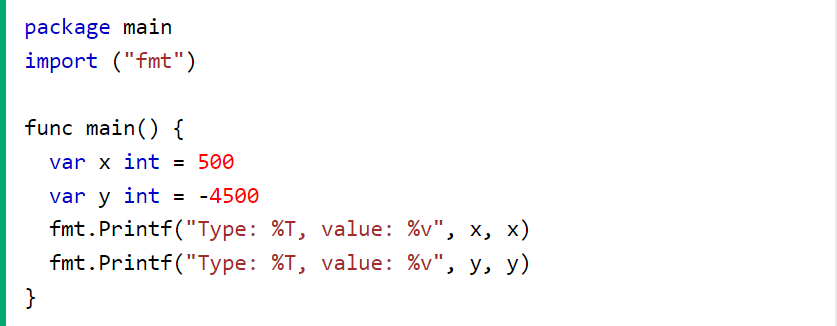 package main
import ("fmt")

func main() {
  var x int = 500
  var y int = -4500
  fmt.Printf("Type: %T, value: %v", x, x)
  fmt.Printf("Type: %T, value: %v", y, y)
}